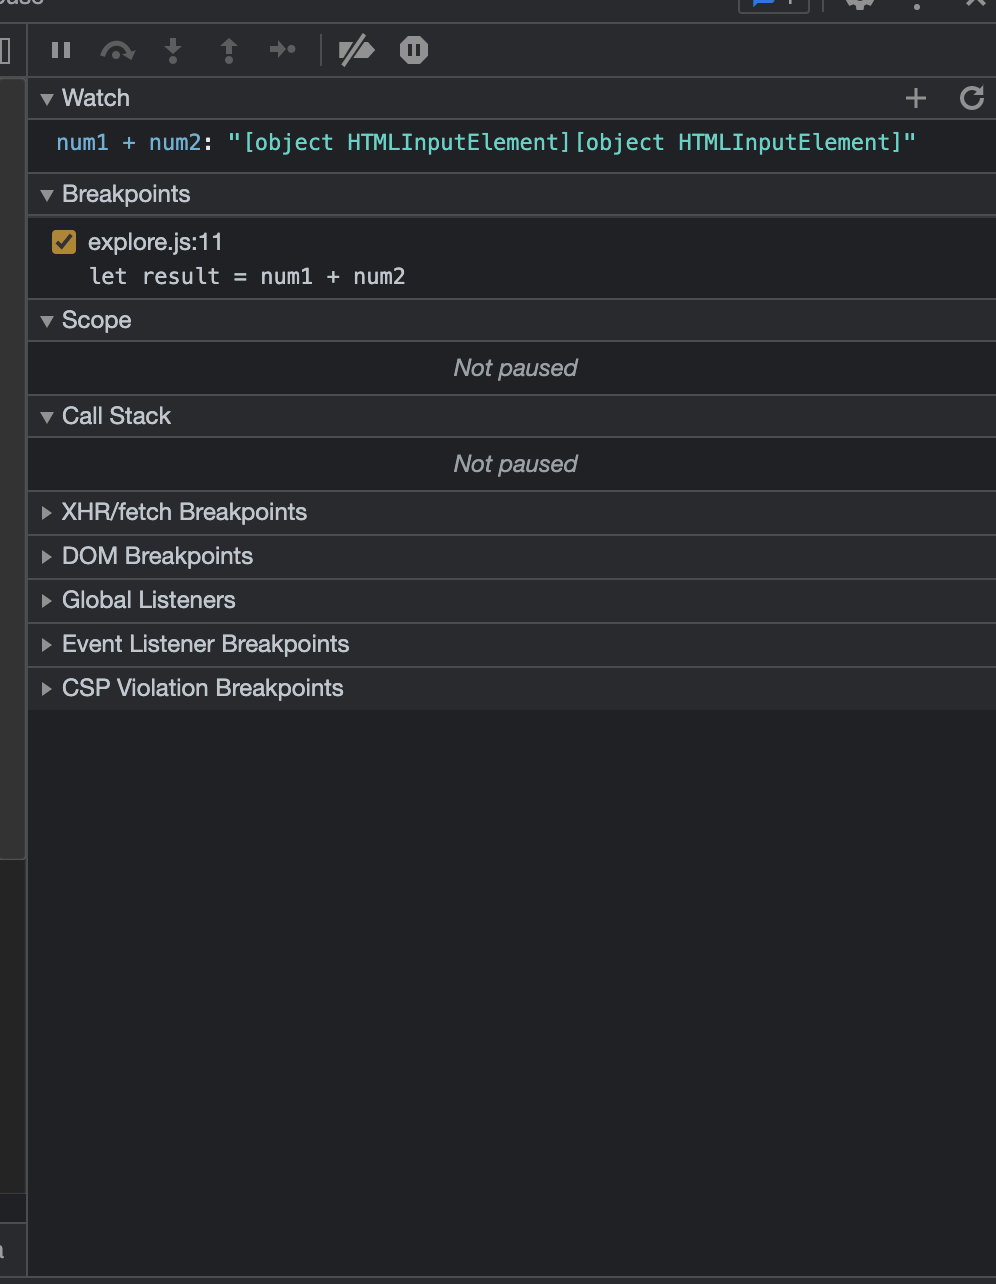 Watch
num1 + num2: "[object HTMLInputElement][object HTMLInputElement]"
Breakpoints
explore.js:11
let result = num1 + num2
Scope
Not paused
Call Stack
Not paused
XHR/fetch Breakpoints
DOM Breakpoints
Global Listeners
Event Listener Breakpoints
CSP Violation Breakpoints